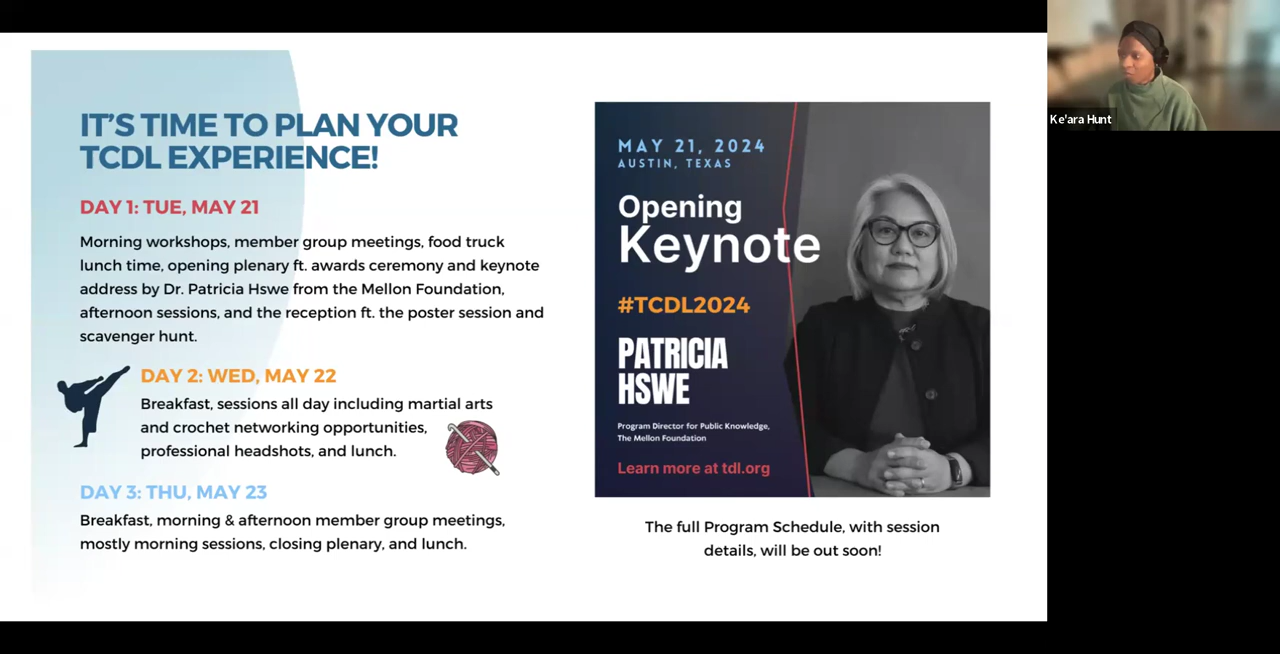 IT'S TIME TO PLAN YOUR
TCDL EXPERIENCE!
DAY 1: TUE, MAY 21
Morning workshops, member group meetings, food truck
lunch time, opening plenary ft. awards ceremony and keynote
address by Dr. Patricia Hswe from the Mellon Foundation,
afternoon sessions, and the reception ft. the poster session and
scavenger hunt.
DAY 2: WED, MAY 22
Breakfast, sessions all day including martial arts
and crochet networking opportunities,
professional headshots, and lunch.
DAY 3: THU, MAY 23
Breakfast, morning & afternoon member group meetings,
mostly morning sessions, closing plenary, and lunch.
MAY 21, 2024
AUSTIN, TEXAS
Opening
Keynote
#TCDL2024
PATRICIA
HSWE
Program Director for Public Knowledge,
The Mellon Foundation
Learn more at tdl.org
The full Program Schedule, with session
details, will be out soon!
Ke'ara Hunt